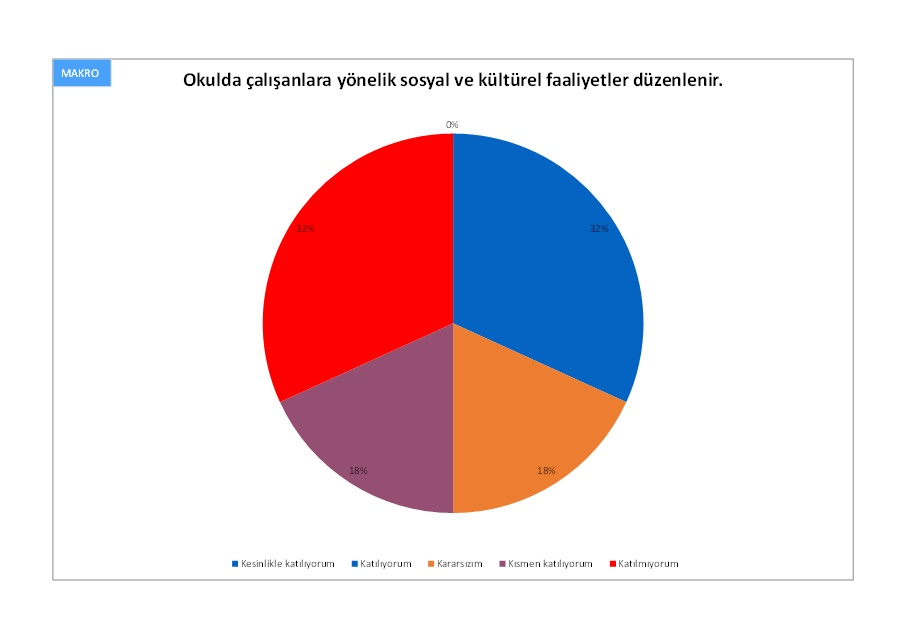 MAKRO
Okulda çalışanlara yönelik sosyal ve kültürel faaliyetler düzenlenir.
0%
32%
32%
18%
18%
Kesinlikle katılıyorum Katılıyorum Kararsızım Kısmen katılıyorum Katılmıyorum